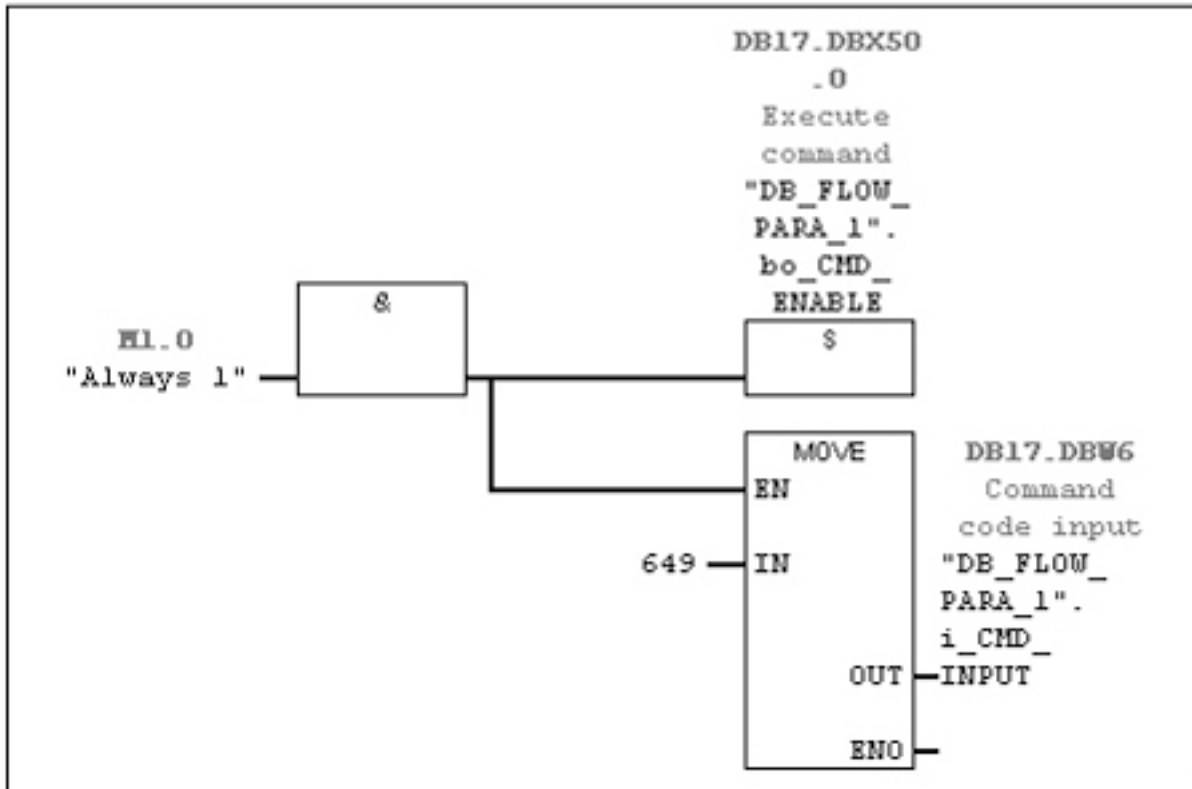 DB17.DBX50
.0
Execute
command
"DB_FLOW_
PARA_1".
bo_CMD_
ENABLE
&
S
M1.0
"Always 1"
MOVE
EN
649
IN
OUT
ENO
DB17.DBW6
Command
code input
"DB_FLOW_
PARA_1".
i_CMD_
INPUT